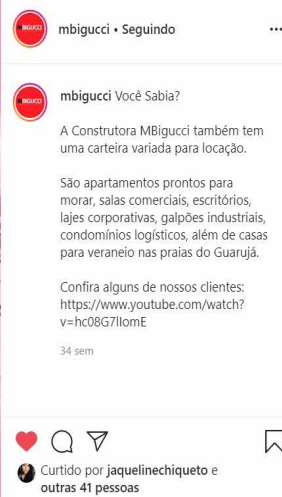 MBIGUCCI
mbigucci • Seguindo
MBIGUCCI
mbigucci Você Sabia?
A Construtora MBigucci também tem
uma carteira variada para locação.
São apartamentos prontos para
morar, salas comerciais, escritórios,
lajes corporativas, galpões industriais,
condomínios logísticos, além de casas
para veraneio nas praias do Guarujá.
Confira alguns de nossos clientes:
https://www.youtube.com/watch?
v=hc08G7lIomE
34 sem
Curtido por jaquelinechiqueto e
outras 41 pessoas